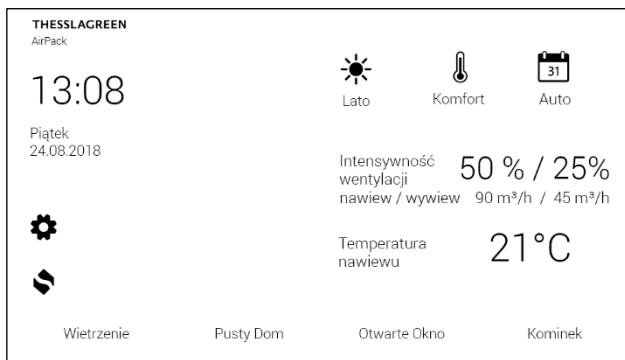 THESSLAGREEN
AirPack
13:08
Piątek
24.08.2018
31
Lato
Komfort
Auto
Intensywność
wentylacji
nawiew / wywiew
50 % / 25%
90 m³/h / 45 m³/h
Temperatura
nawiewu
21°C
Wietrzenie
Pusty Dom
Otwarte Okno
Kominek